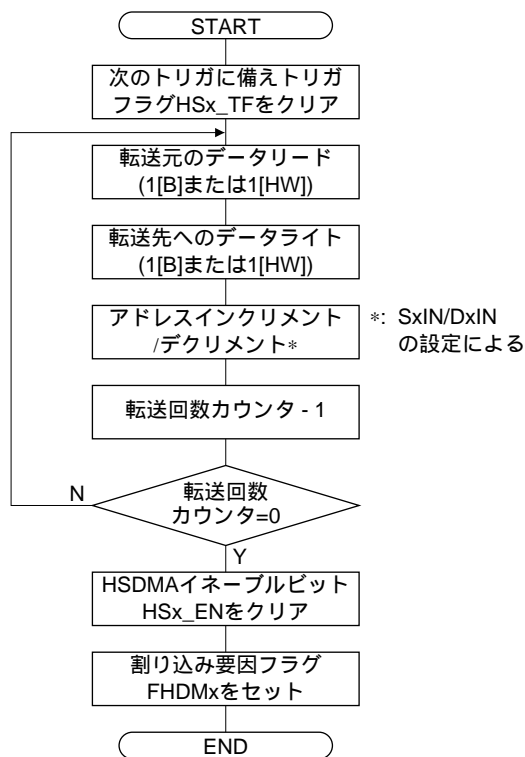 START
次のトリガに備えトリガ
フラグHSx_TFをクリア
転送元のデータリード
(1[B]または1[HW])
転送先へのデータライト
(1[B]または1[HW])
アドレスインクリメント
/デクリメント*
*: SxIN/DxIN
の設定による
転送回数カウンタ - 1
転送回数
カウンタ=0
N
Y
HSDMAイネーブルビット
HSx_ENをクリア
割り込み要因フラグ
FHDMxをセット
END